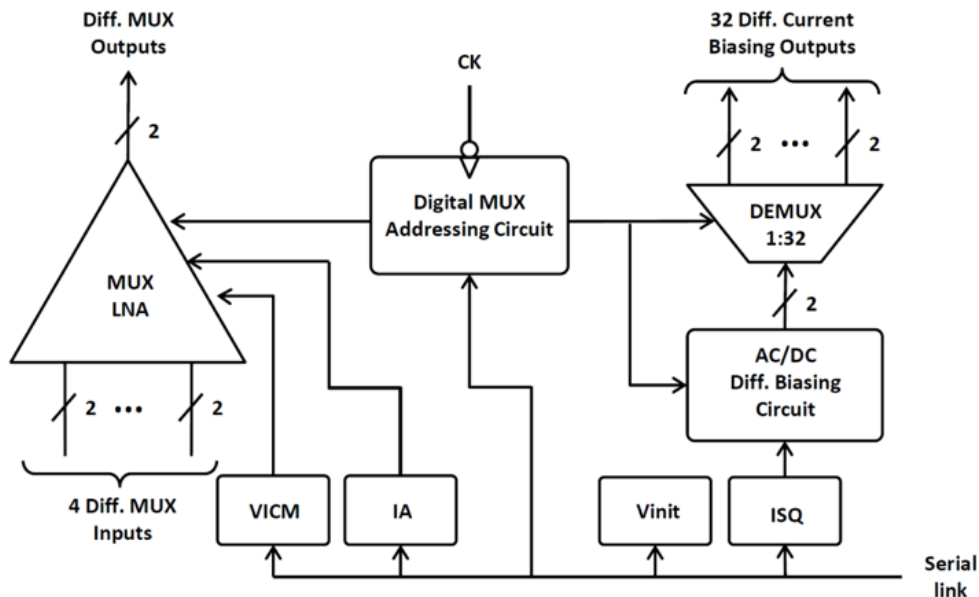 Diff. MUX
Outputs
32 Diff. Current
Biasing Outputs
CK
2
2
2
Digital MUX
Addressing Circuit
DEMUX
1:32
MUX
LNA
2
AC/DC
Diff. Biasing
Circuit
2
2
4 Diff. MUX
Inputs
VICM
IA
Vinit
ISQ
Serial
link